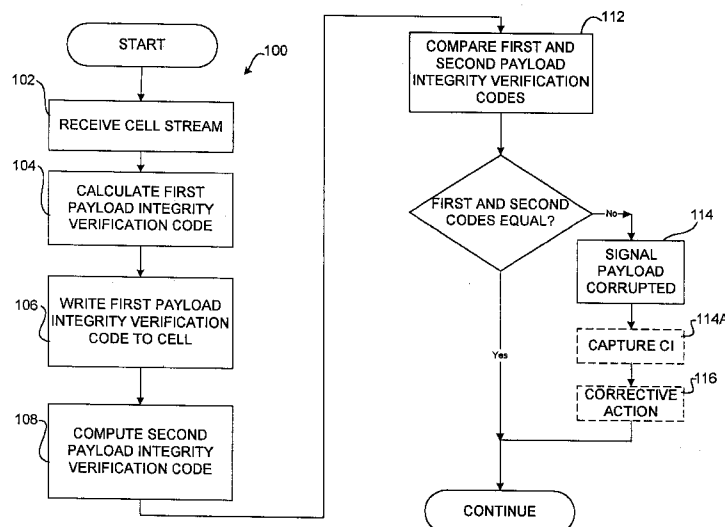 START
100
102
RECEIVE CELL STREAM
104
CALCULATE FIRST
PAYLOAD INTEGRITY
VERIFICATION CODE
106
WRITE FIRST PAYLOAD
INTEGRITY VERIFICATION
CODE TO CELL
108
COMPUTE SECOND
PAYLOAD INTEGRITY
VERIFICATION CODE
112
COMPARE FIRST AND
SECOND PAYLOAD
INTEGRITY VERIFICATION
CODES
FIRST AND SECOND
CODES EQUAL?
No
114
SIGNAL
PAYLOAD
CORRUPTED
114A
CAPTURE CI
Yes
116
CORRECTIVE
ACTION
CONTINUE